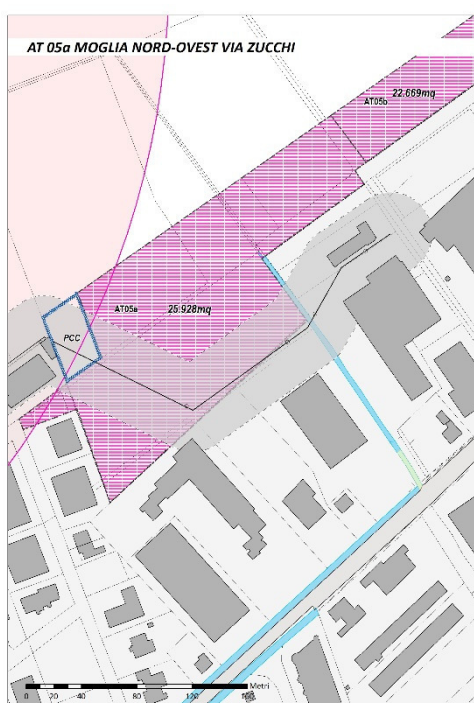 AT 05a MOGLIA NORD-OVEST VIA ZUCCHI
22.669mq
AT05b
AT05a
25.928mq
PCC
0 20 40 80 120 160
Metri